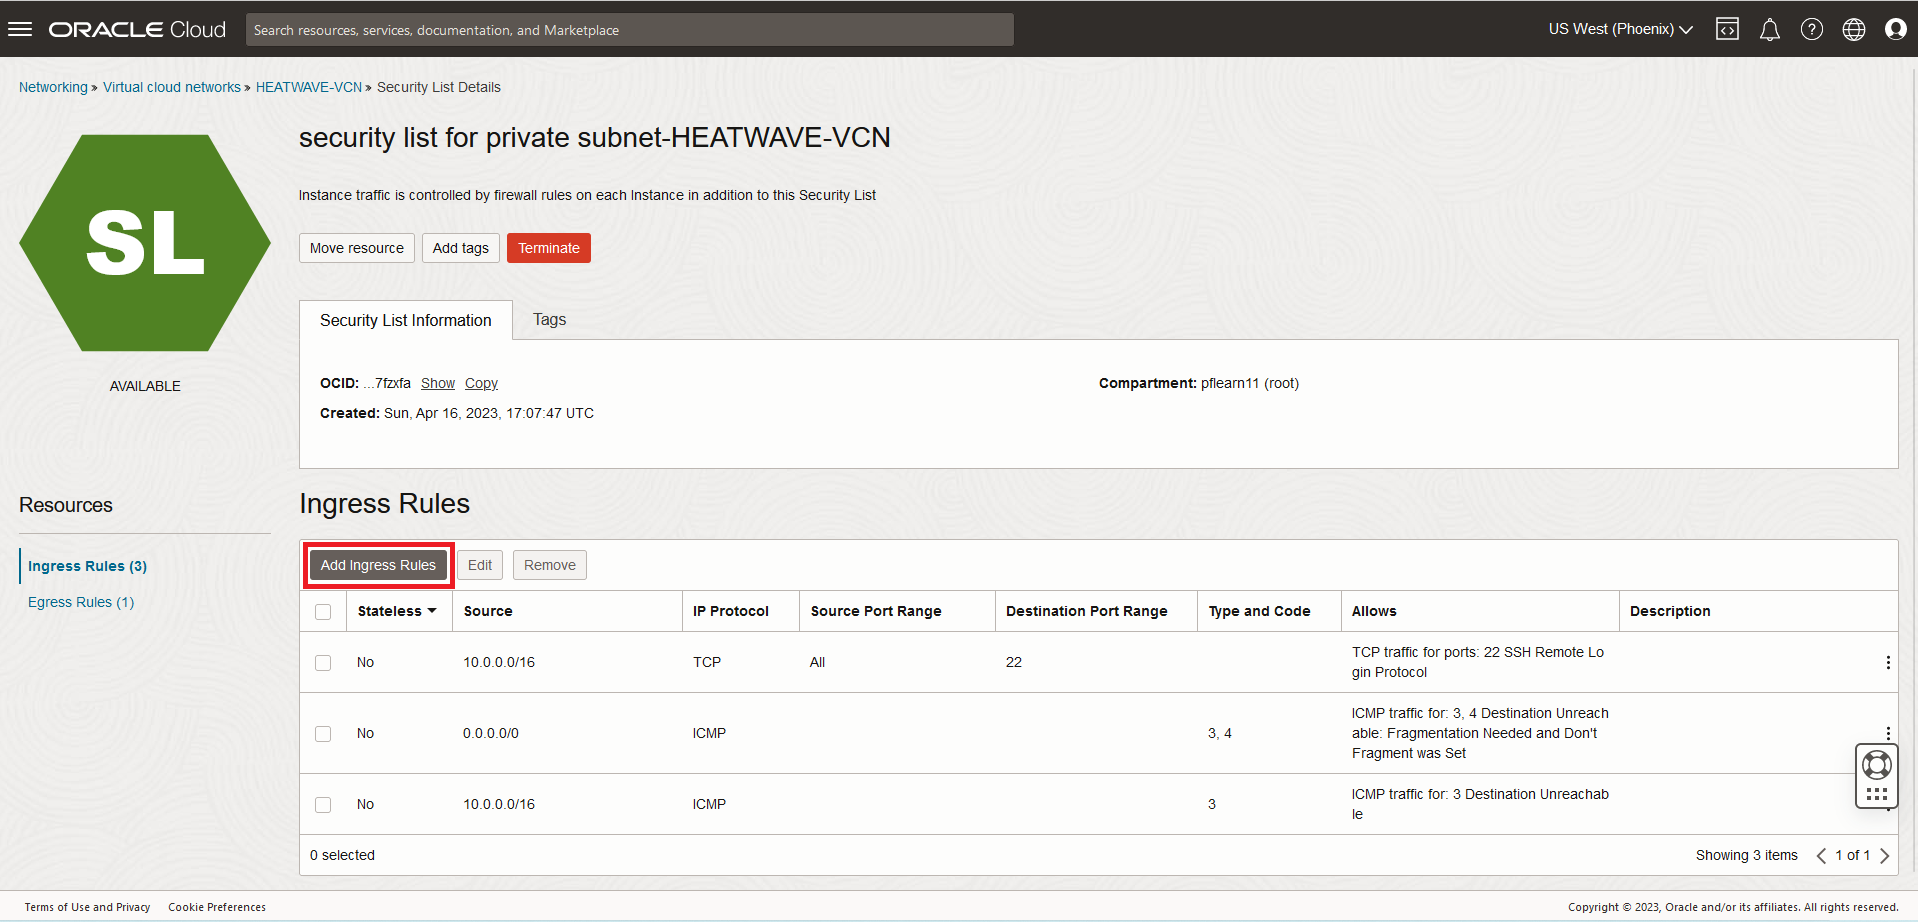 ORACLE Cloud
Search resources, services, documentation, and Marketplace
US West (Phoenix)
Networking » Virtual cloud networks » HEATWAVE-VCN » Security List Details
SL
AVAILABLE
security list for private subnet-HEATWAVE-VCN
Instance traffic is controlled by firewall rules on each Instance in addition to this Security List
Move resource Add tags Terminate
Security List Information Tags
OCID: ...7fzxfa Show Copy
Compartment: pflearn11 (root)
Created: Sun, Apr 16, 2023, 17:07:47 UTC
Resources
Ingress Rules (3)
Egress Rules (1)
Ingress Rules
Add Ingress Rules Edit Remove
Stateless Source IP Protocol Source Port Range Destination Port Range Type and Code Allows Description
No 10.0.0.0/16 TCP All 22 TCP traffic for ports: 22 SSH Remote Lo
gin Protocol
No 0.0.0.0/0 ICMP 3, 4 ICMP traffic for: 3, 4 Destination Unreach
able: Fragmentation Needed and Don't
Fragment was Set
No 10.0.0.0/16 ICMP 3 ICMP traffic for: 3 Destination Unreachab
le
0 selected
Showing 3 items 1 of 1
Terms of Use and Privacy Cookie Preferences
Copyright © 2023, Oracle and/or its affiliates. All rights reserved.